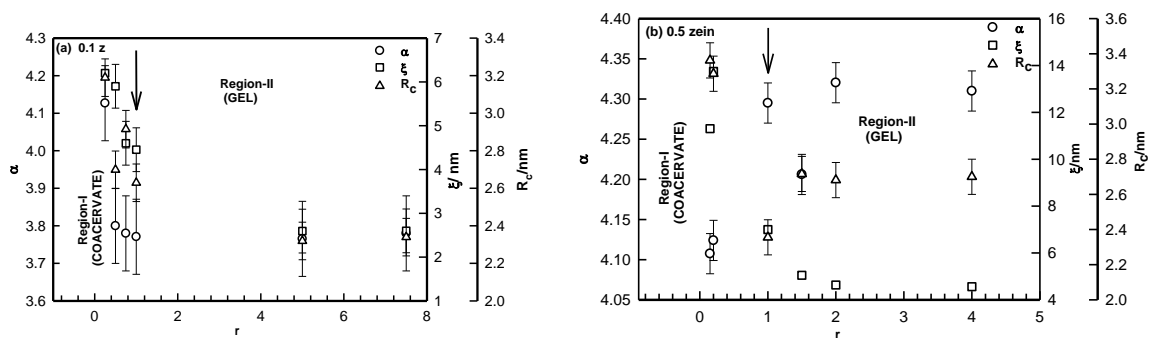 (a) 0.1 z
α
ξ
R_C
Region-II
(GEL)
Region-I
(COACERVATE)
4.3
4.2
4.1
4.0
3.9
3.8
3.7
3.6
α
0 2 4 6 8
r
7
6
5
4
3
2
1
ξ/ nm
3.4
3.2
3.0
2.8
2.6
2.4
2.2
2.0
R_C/nm
(b) 0.5 zein
α
ξ
R_C
Region-II
(GEL)
Region-I
(COACERVATE)
4.40
4.35
4.30
4.25
4.20
4.15
4.10
4.05
α
0 1 2 3 4 5
r
16
14
12
10
8
6
4
ξ/nm
3.6
3.4
3.2
3.0
2.8
2.6
2.4
2.2
2.0
R_C/nm